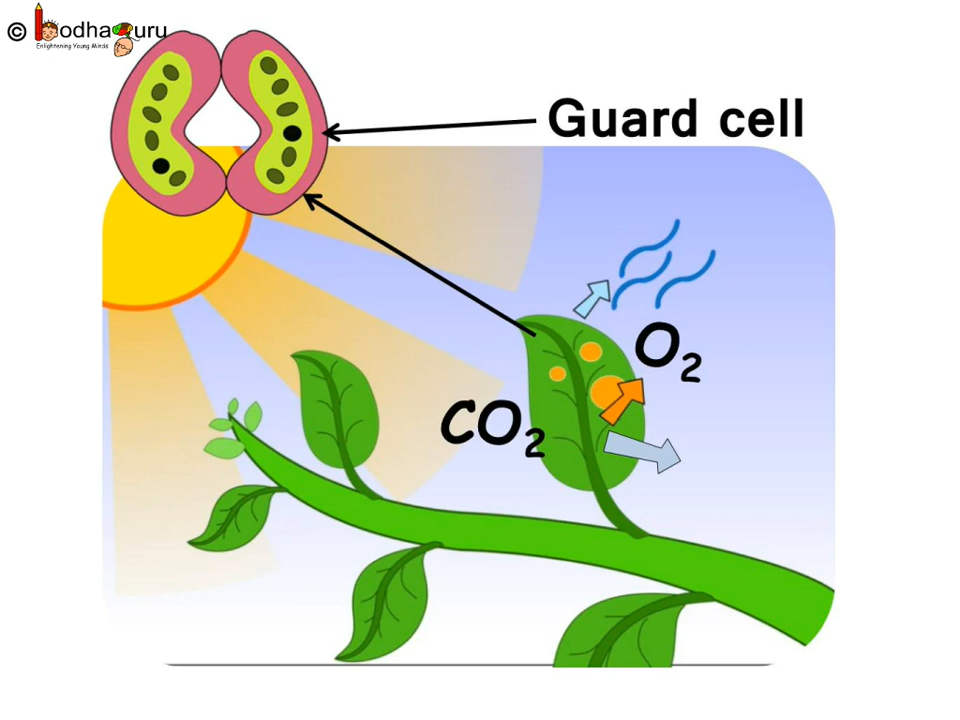 © BodhaGuru
Enlightening Young Minds
Guard cell
O₂
CO₂